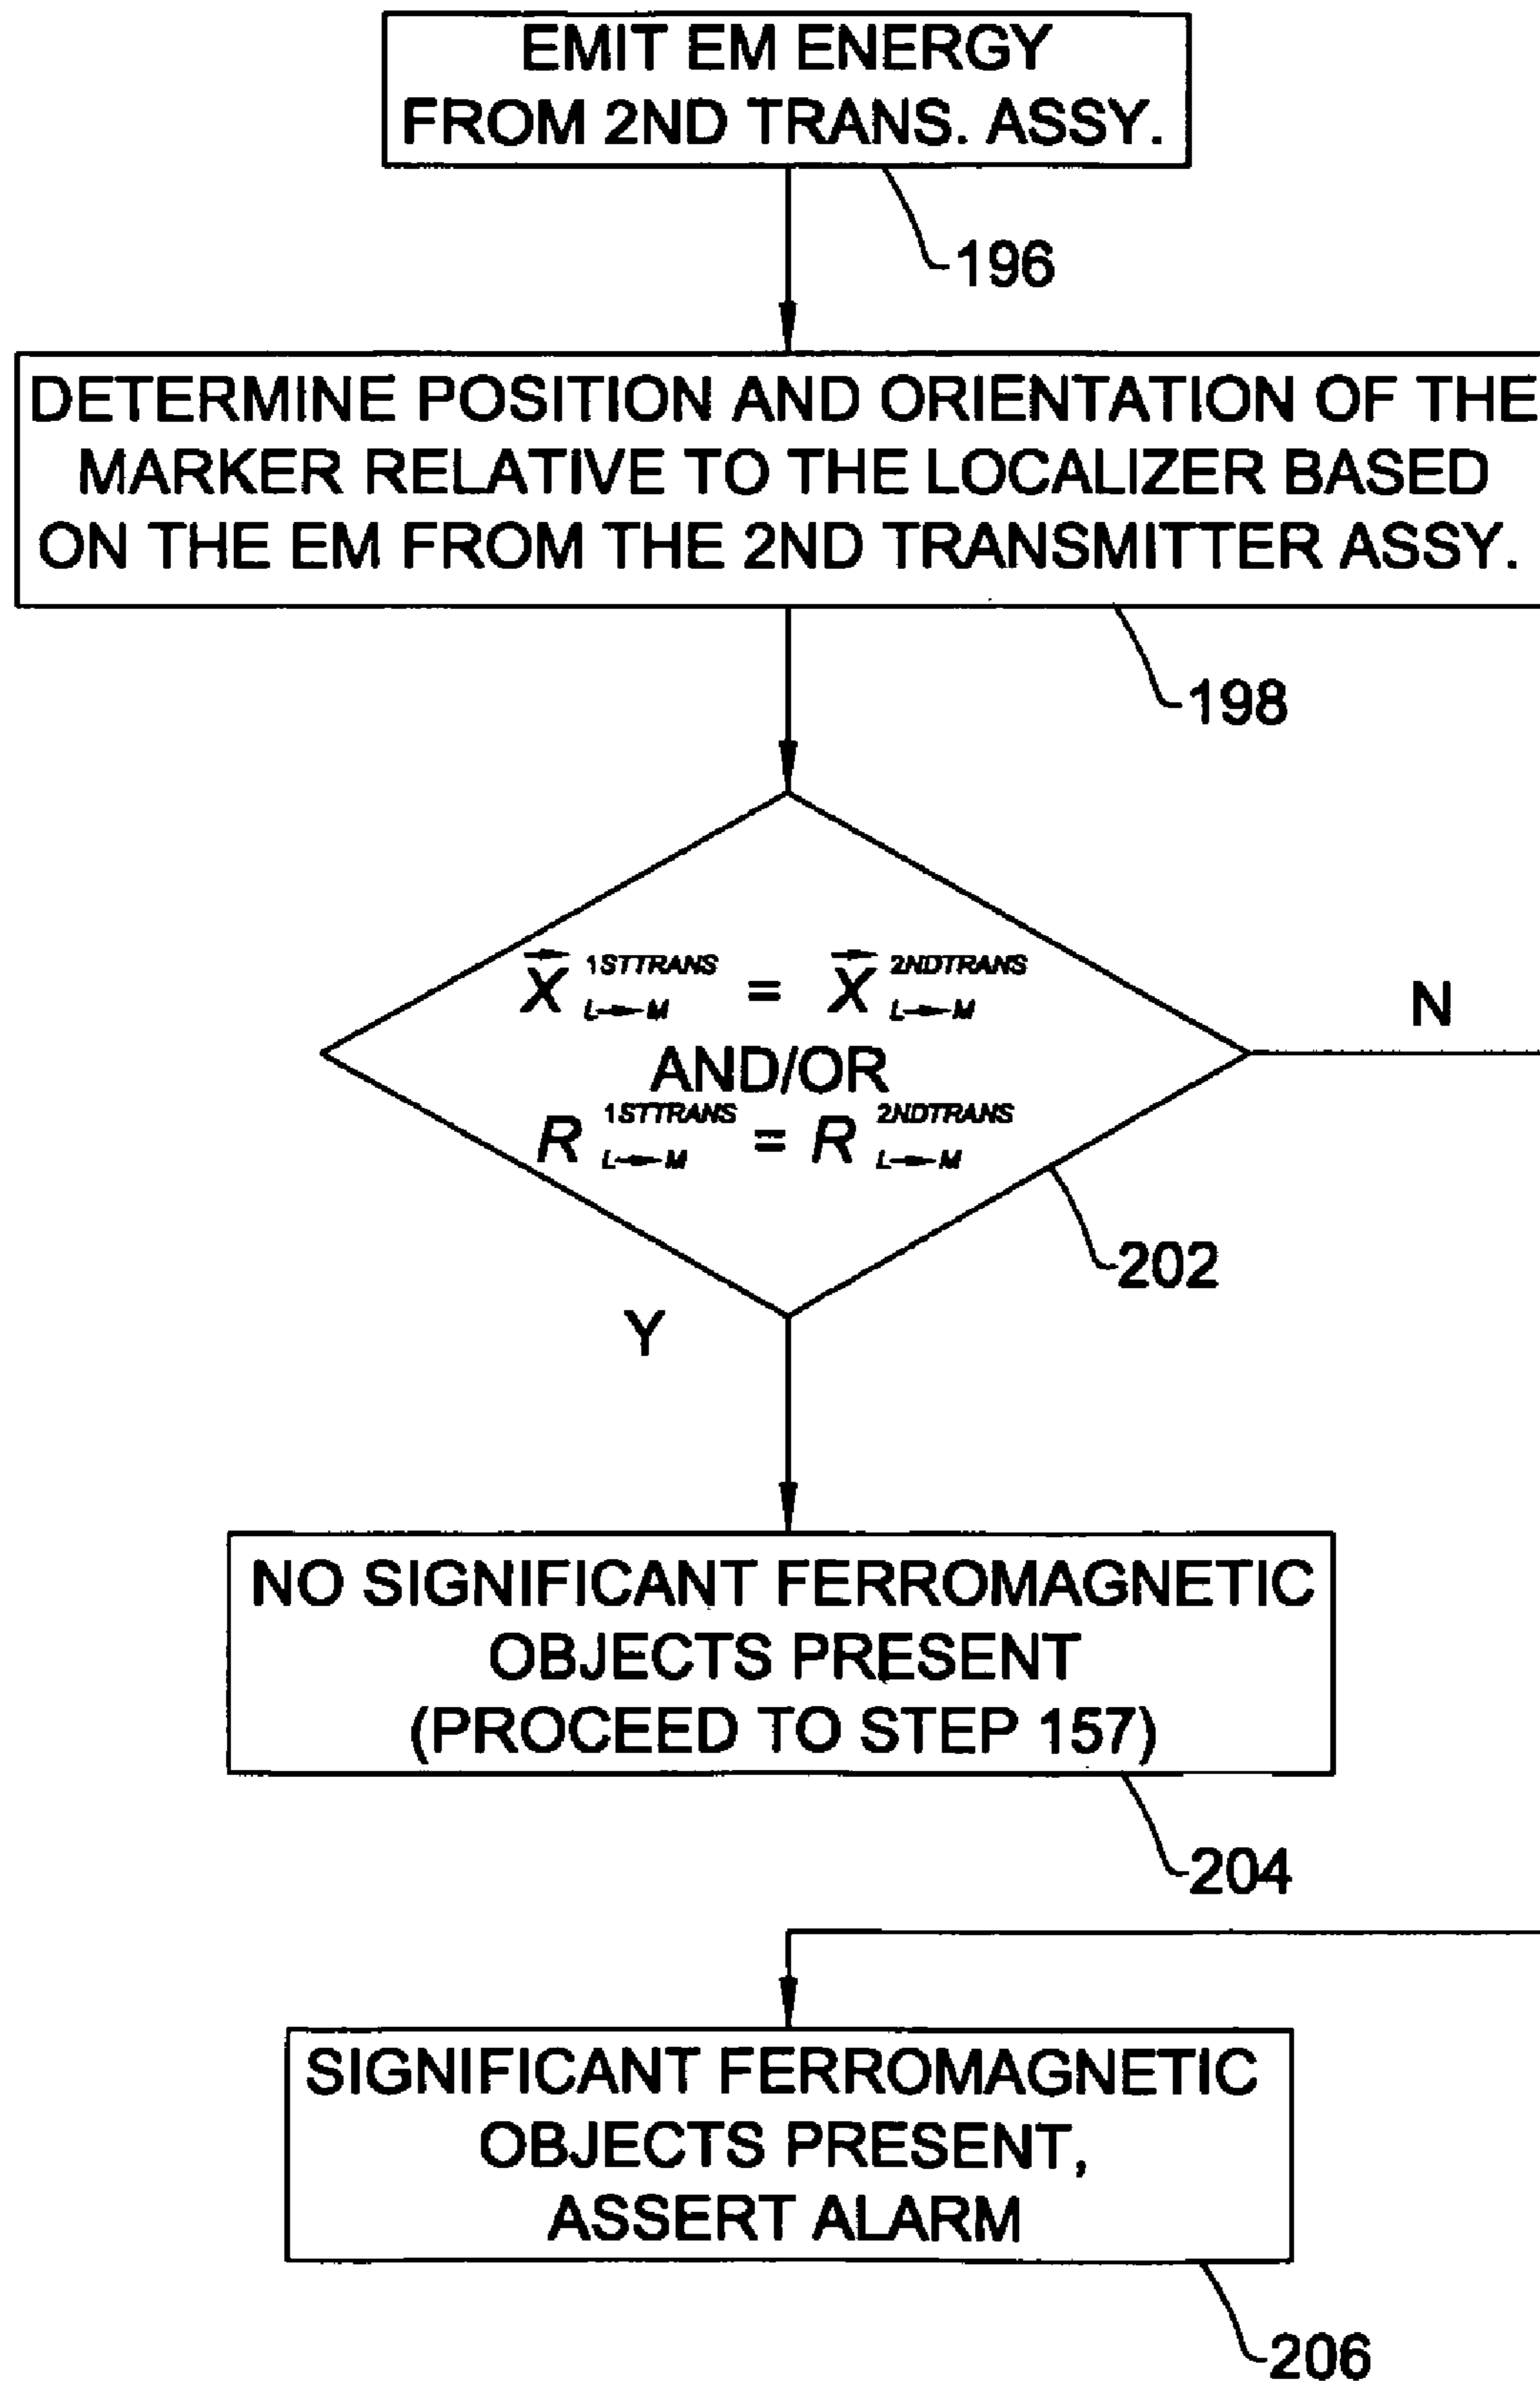 EMIT EM ENERGY
FROM 2ND TRANS. ASSY.
196
DETERMINE POSITION AND ORIENTATION OF THE
MARKER RELATIVE TO THE LOCALIZER BASED
ON THE EM FROM THE 2ND TRANSMITTER ASSY.
198
X⃗ 1STTRANS L→M = X⃗ 2NDTRANS L→M
N
AND/OR
R 1STTRANS L→M = R 2NDTRANS L→M
202
Y
NO SIGNIFICANT FERROMAGNETIC
OBJECTS PRESENT
(PROCEED TO STEP 157)
204
SIGNIFICANT FERROMAGNETIC
OBJECTS PRESENT,
ASSERT ALARM
206